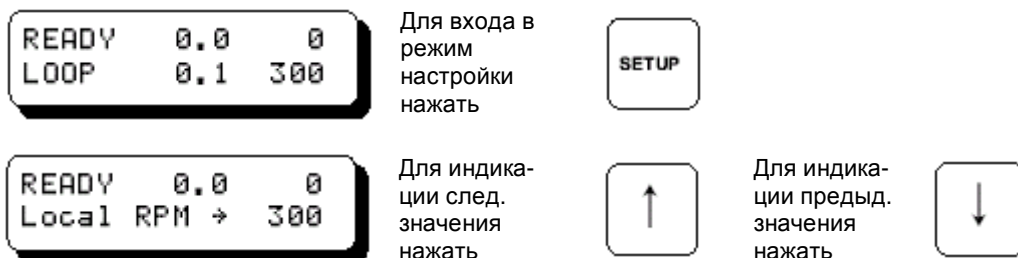 READY 0.0 0
LOOP 0.1 300
Для входа в
режим
настройки
нажать
SETUP
READY 0.0 0
Local RPM → 300
Для индика-
ции след.
значения
нажать
↑
Для индика-
ции предыд.
значения
нажать
↓